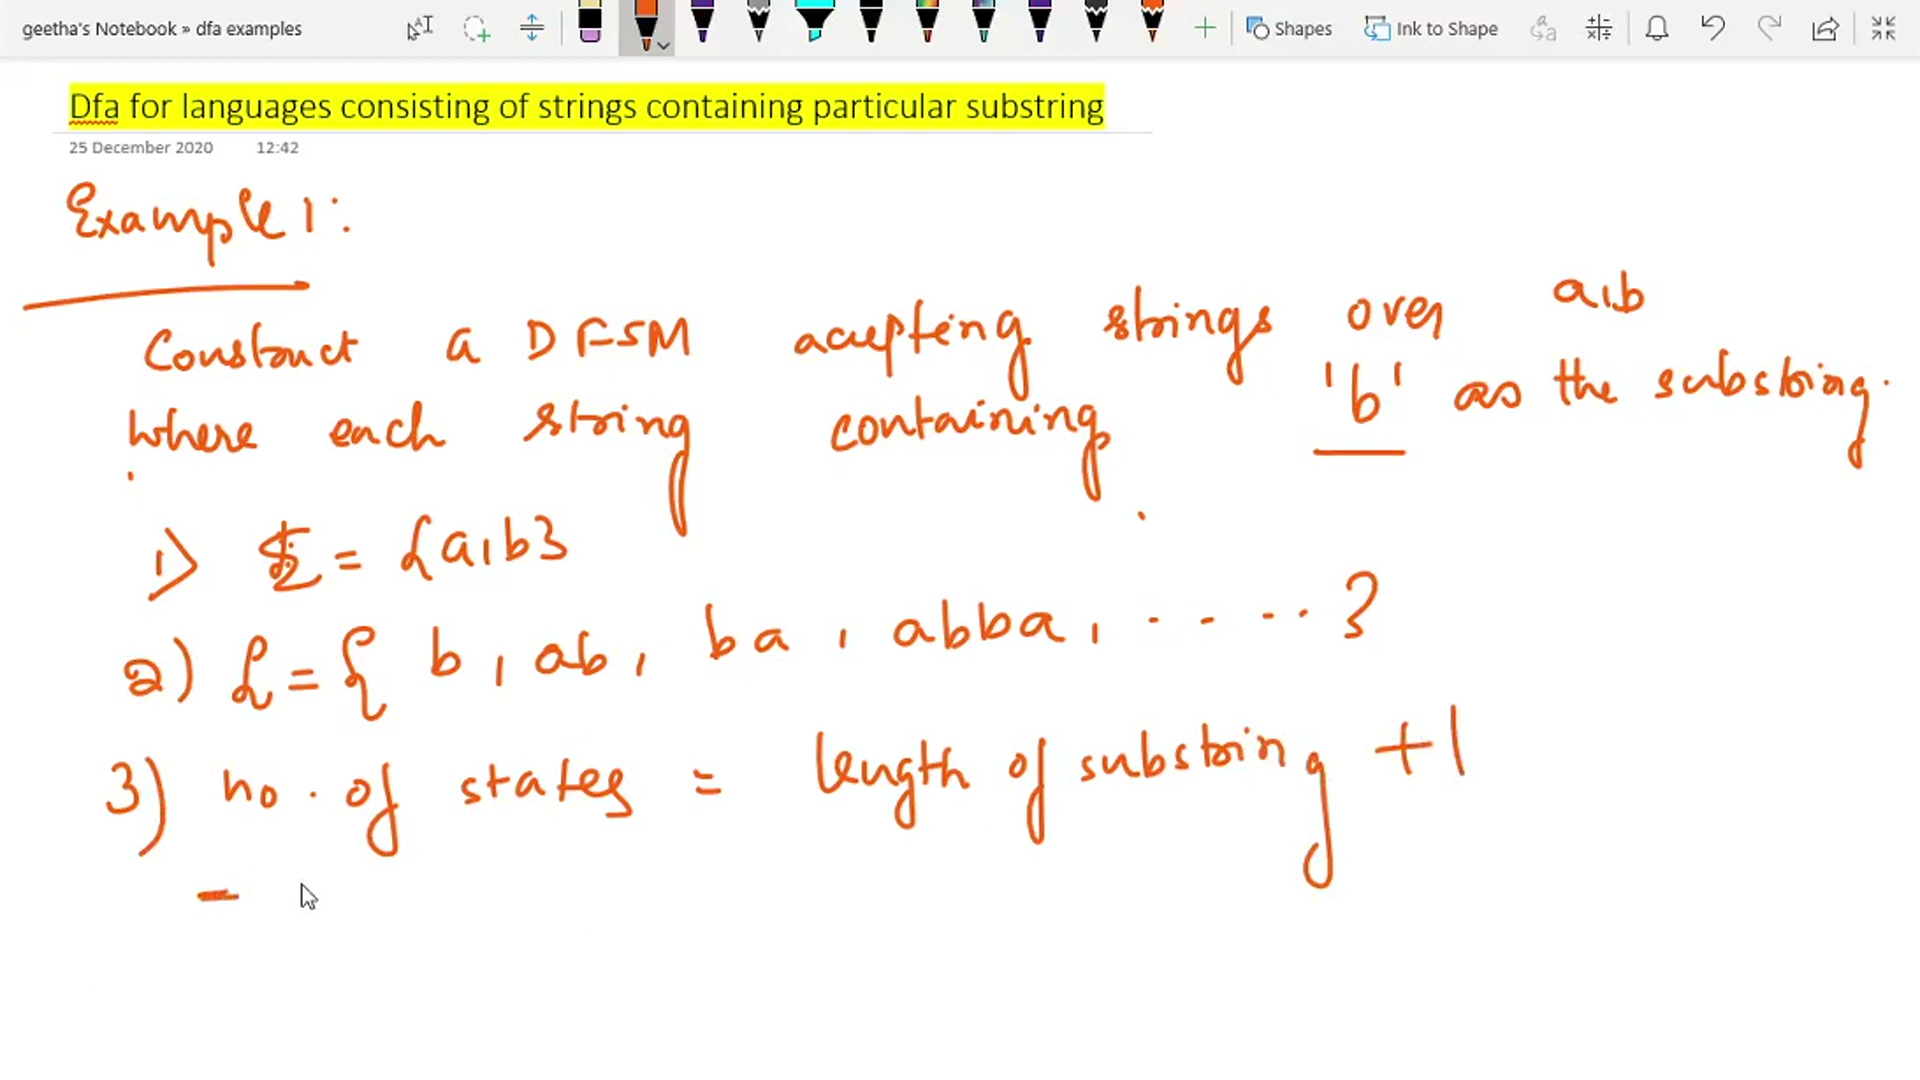 geetha's Notebook » dfa examples
Shapes
Ink to Shape
Dfa for languages consisting of strings containing particular substring
25 December 2020 12:42
Example 1:
Construct a DFSM accepting strings over a,b
where each string containing 'b' as the substring.
1) Σ = {a,b}
2) L = { b, ab, ba, abba, ..... }
3) no. of states = length of substring +1